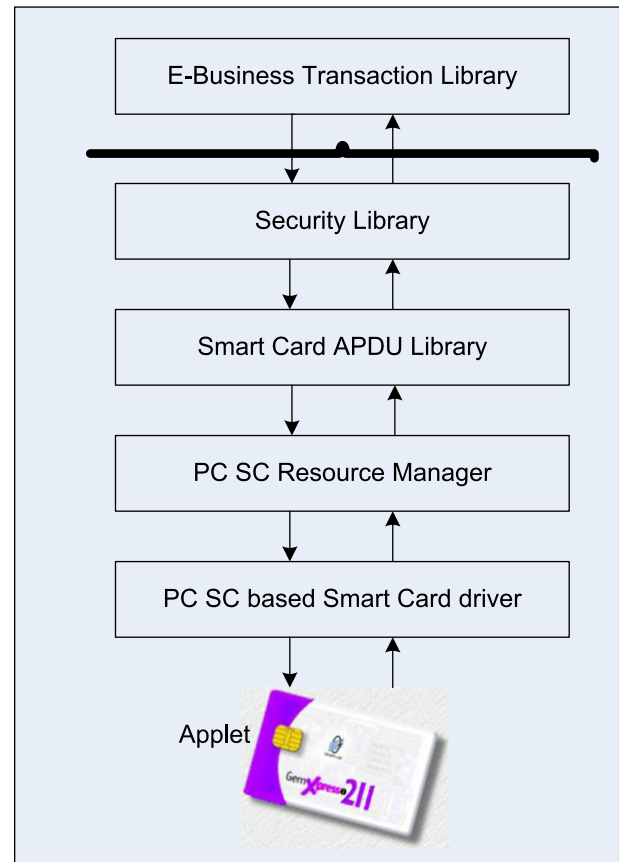 E-Business Transaction Library
Security Library
Smart Card APDU Library
PC SC Resource Manager
PC SC based Smart Card driver
Applet
GemXpresso 211